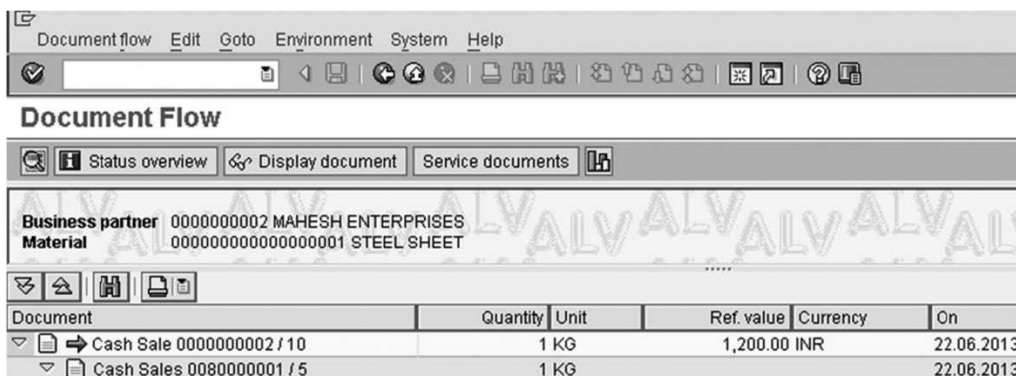 Document flow Edit Goto Environment System Help
Document Flow
Status overview Display document Service documents
Business partner 0000000002 MAHESH ENTERPRISES
Material 000000000000000001 STEEL SHEET
Document Quantity Unit Ref. value Currency On
Cash Sale 0000000002 / 10 1 KG 1,200.00 INR 22.06.2013
Cash Sales 0080000001 / 5 1 KG 22.06.2013